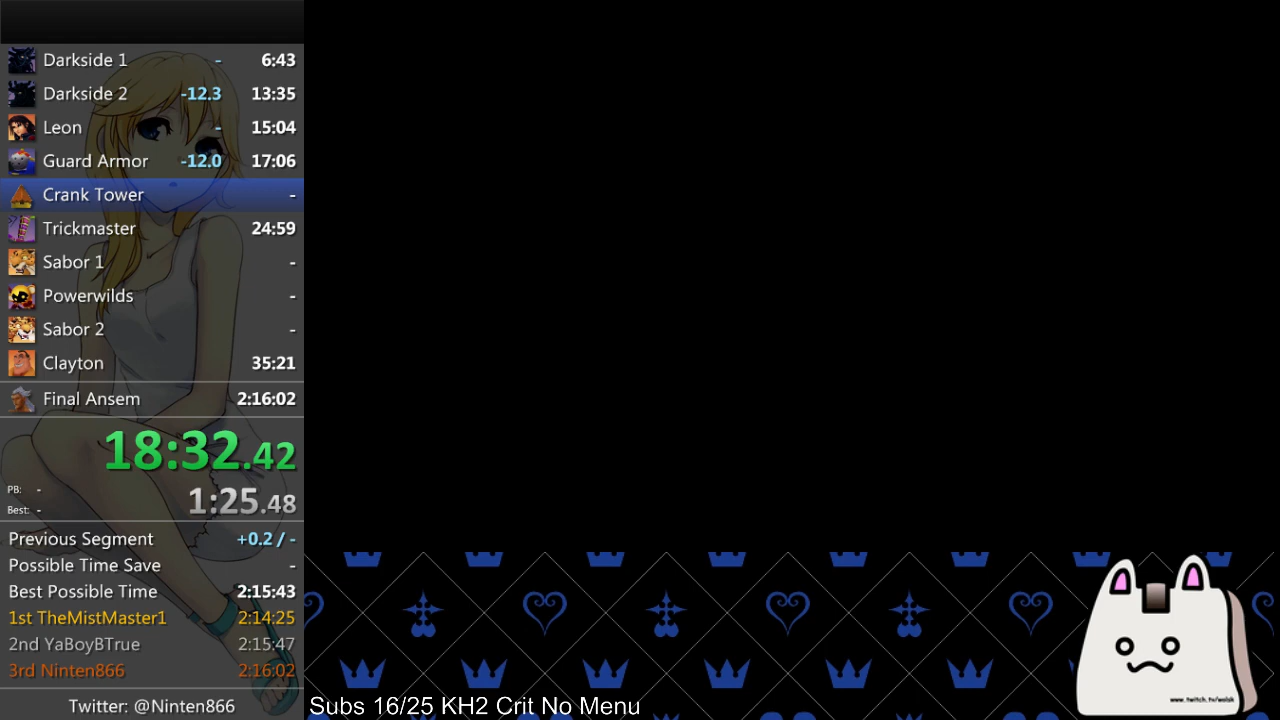 Darkside 1 - 6:43
Darkside 2 -12.3 13:35
Leon - 15:04
Guard Armor -12.0 17:06
Crank Tower -
Trickmaster 24:59
Sabor 1 -
Powerwilds -
Sabor 2 -
Clayton 35:21
Final Ansem 2:16:02
18:32.42
PB: -
Best: -
1:25.48
Previous Segment +0.2 / -
Possible Time Save -
Best Possible Time 2:15:43
1st TheMistMaster1 2:14:25
2nd YaBoyBTrue 2:15:47
3rd Ninten866 2:16:02
Twitter: @Ninten866
Subs 16/25 KH2 Crit No Menu